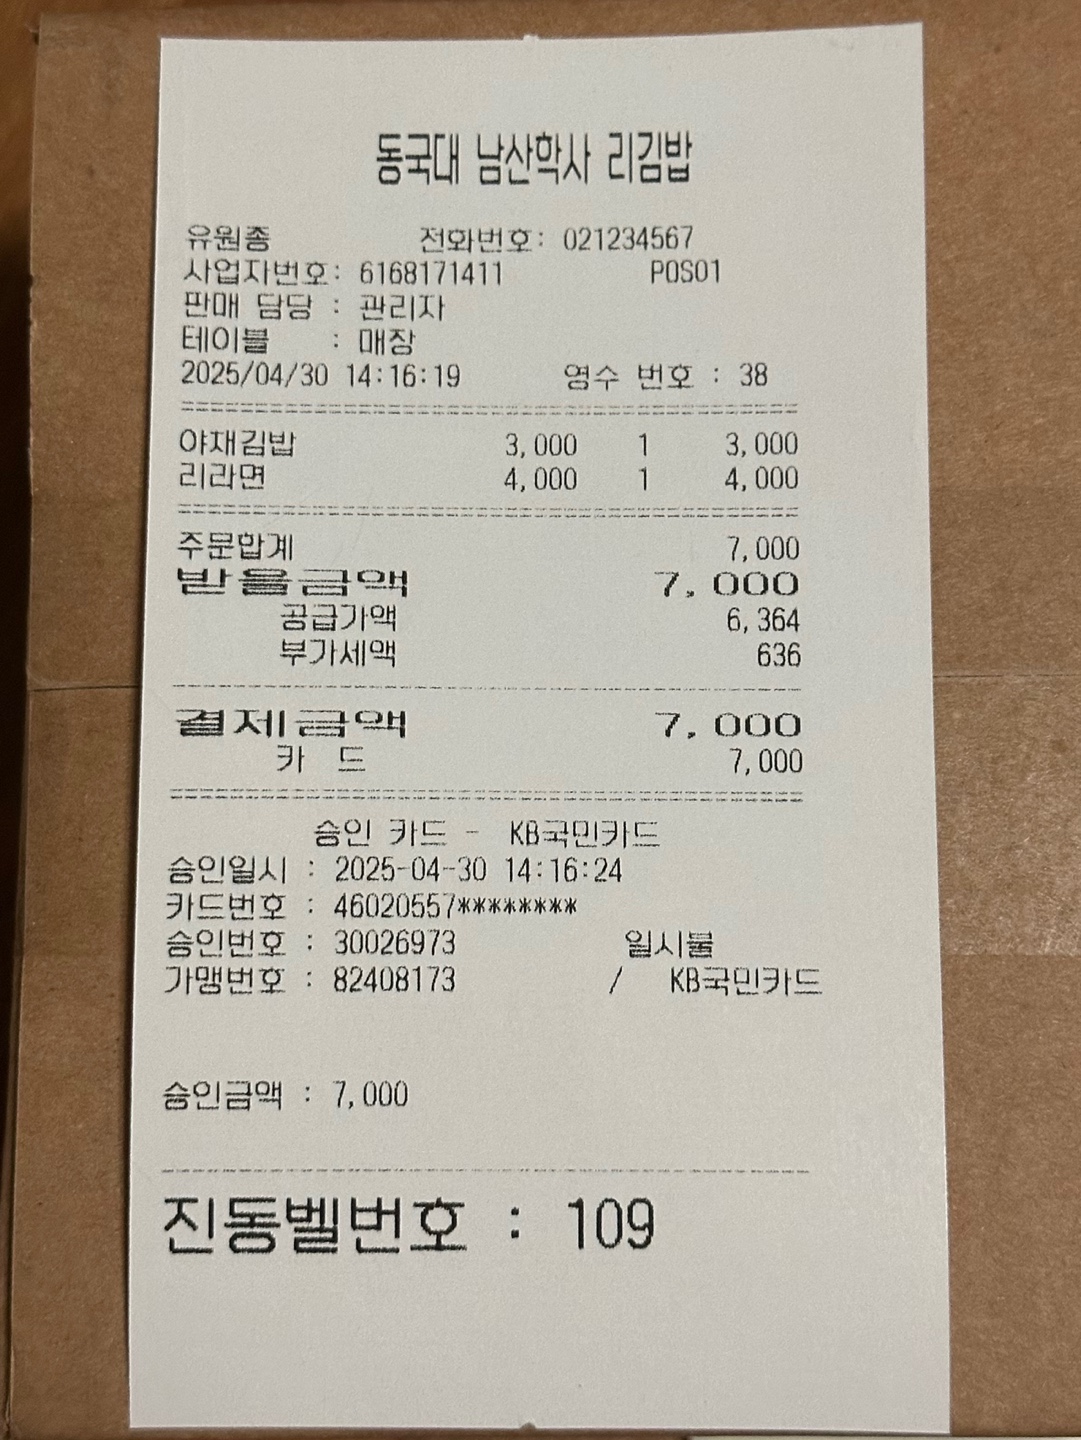 동국대 남산학사 리김밥
유원종 전화번호: 021234567
사업자번호: 6168171411 POS01
판매 담당 : 관리자
테이블 : 매장
2025/04/30 14:16:19 영수 번호 : 38
야재김밥 3,000 1 3,000
리라면 4,000 1 4,000
주문합계 7,000
받을금액 7,000
공급가액 6,364
부가세액 636
결제금액 7,000
카 드 7,000
승인 카드 - KB국민카드
승인일시 : 2025-04-30 14:16:24
카드번호 : 46020557********
승인번호 : 30026973 일시불
가맹번호 : 82408173 / KB국민카드
승인금액 : 7,000
진동벨번호 : 109